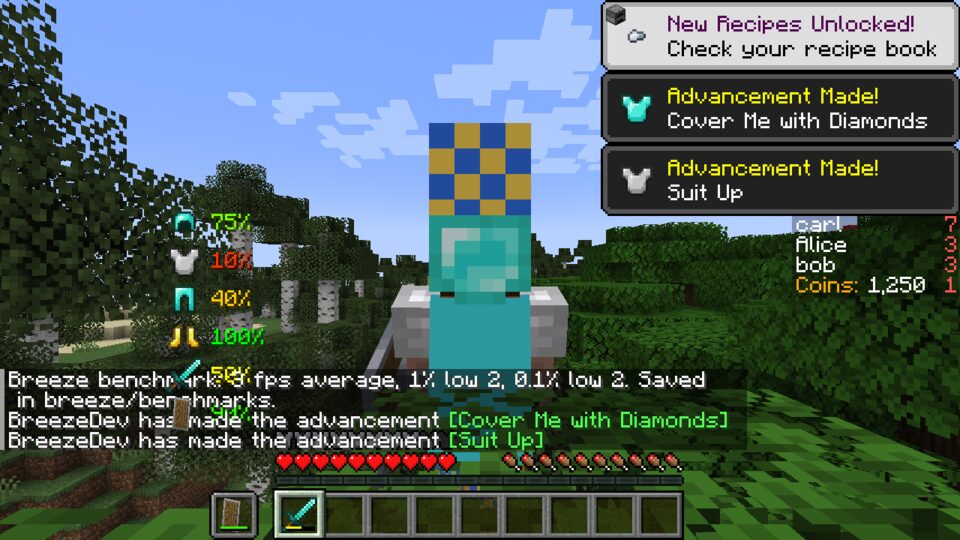 New Recipes Unlocked!
Check your recipe book
Advancement Made!
Cover Me with Diamonds
Advancement Made!
Suit Up
carl 7
Alice 3
bob 3
Coins: 1,250 1
75%
10%
40%
100%
50%
Breeze benchmark: fps average, 1% low 2, 0.1% low 2. Saved
in breeze/benchmarks.
BreezeDev has made the advancement [Cover Me with Diamonds]
BreezeDev has made the advancement [Suit Up]